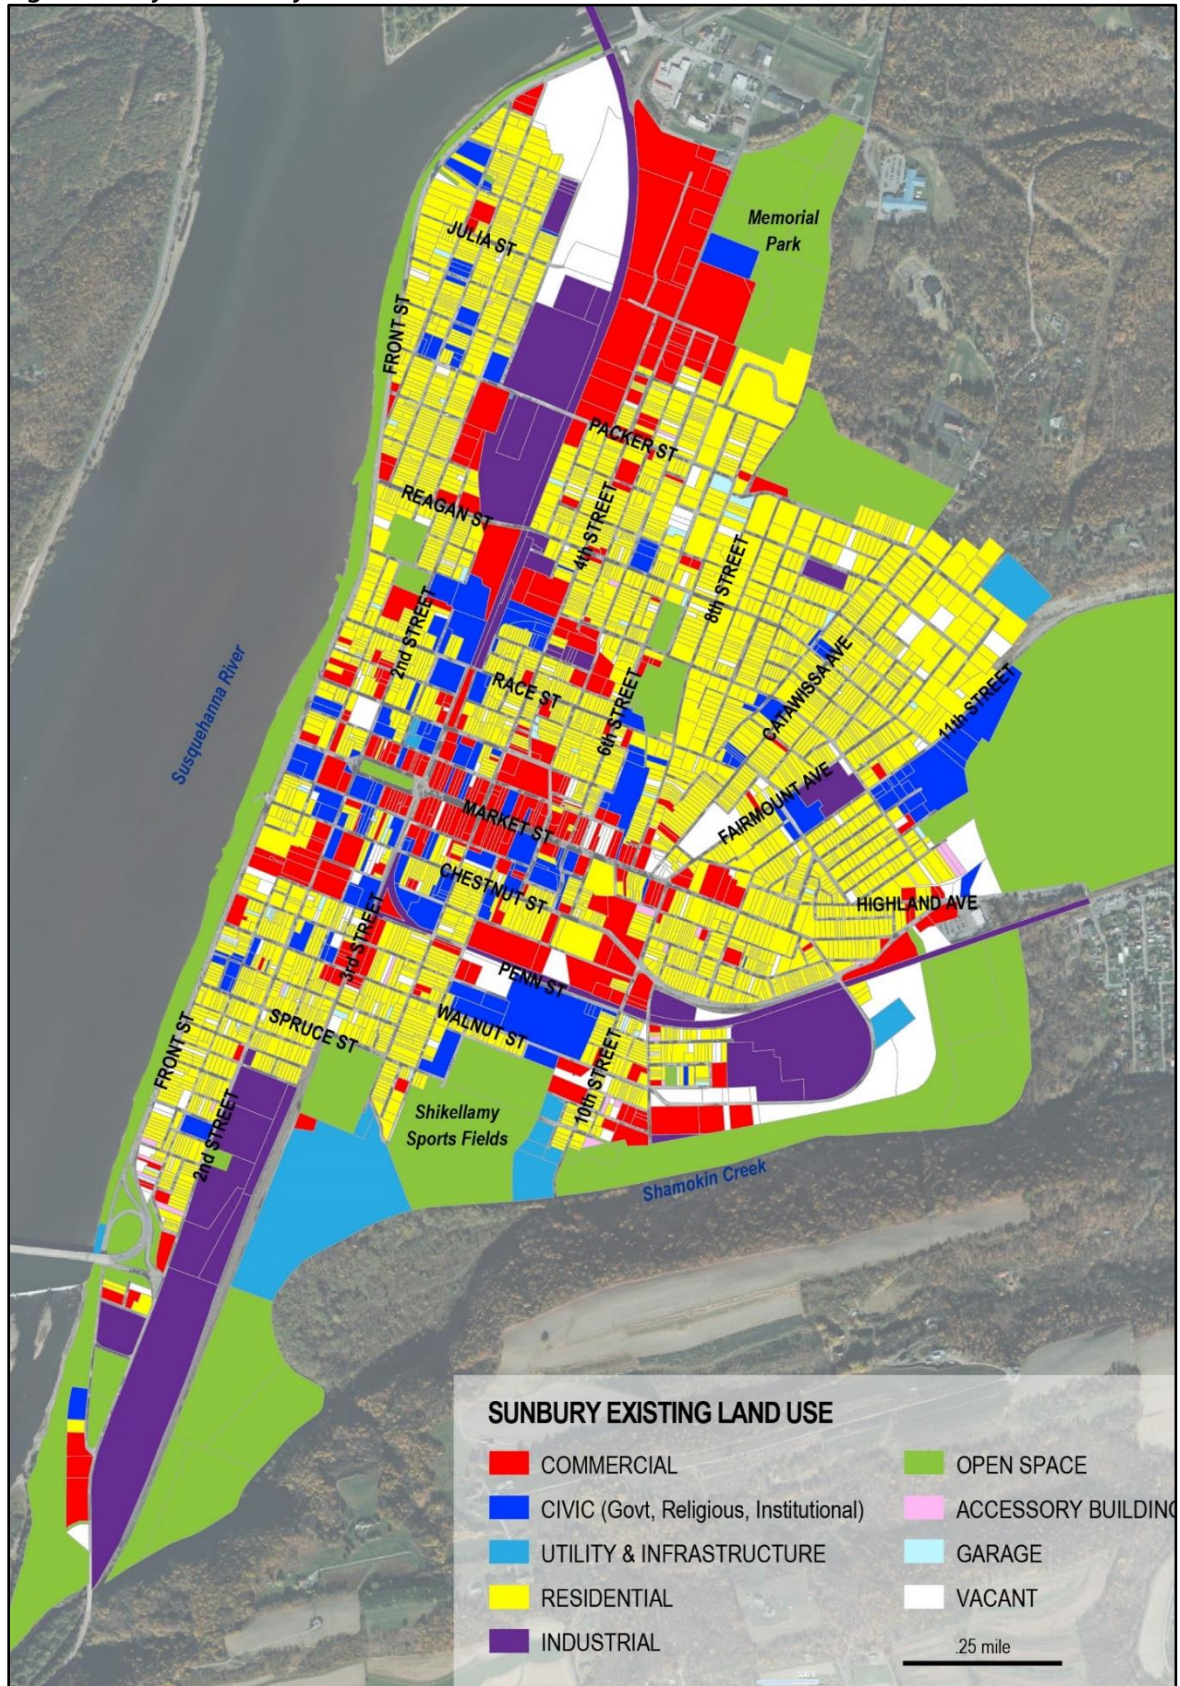 Memorial
Park
JULIA ST
FRONT ST
PACKER ST
REAGAN ST
4th STREET
8th STREET
2nd STREET
CATAWISSA AVE
RACE ST
11th STREET
6th STREET
Susquehanna River
FAIRMOUNT AVE
MARKET ST
CHESTNUT ST
HIGHLAND AVE
3rd STREET
PENN ST
WALNUT ST
SPRUCE ST
FRONT ST
10th STREET
Shikellamy
Sports Fields
2nd STREET
Shamokin Creek
SUNBURY EXISTING LAND USE
COMMERCIAL
CIVIC (Govt, Religious, Institutional)
UTILITY & INFRASTRUCTURE
RESIDENTIAL
INDUSTRIAL
OPEN SPACE
ACCESSORY BUILDING
GARAGE
VACANT
.25 mile